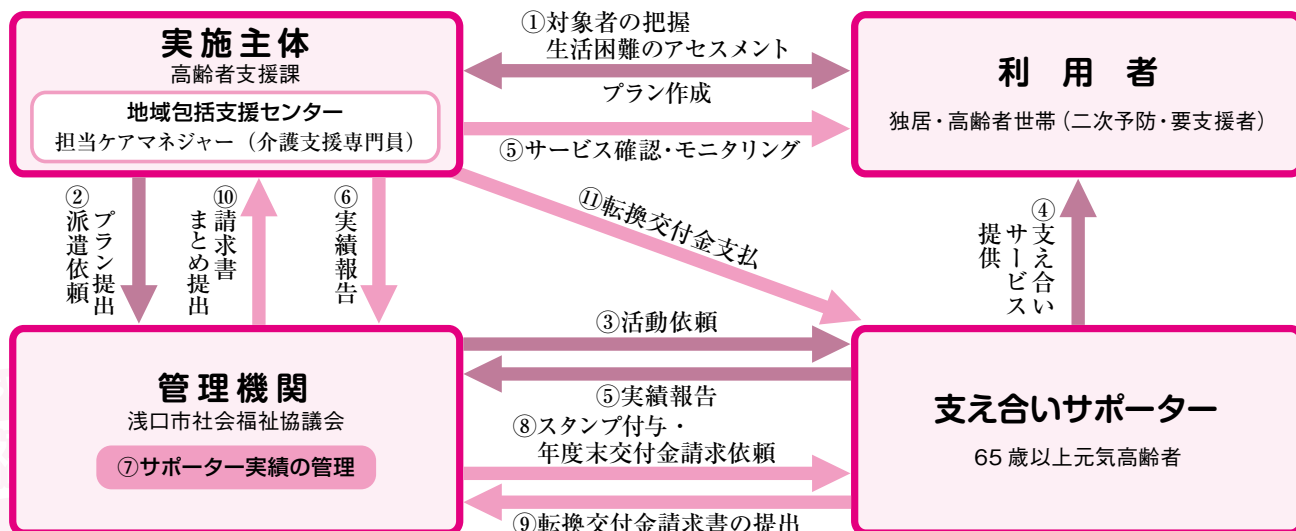 実施主体
高齢者支援課
地域包括支援センター
担当ケアマネジャー（介護支援専門員）
①対象者の把握
生活困難のアセスメント
プラン作成
⑤サービス確認・モニタリング
利用者
独居・高齢者世帯（二次予防・要支援者）
②プラン提出
派遣依頼
⑩請求書
まとめ提出
⑥実績報告
⑪転換交付金支払
④支え合い
サービス
提供
管理機関
浅口市社会福祉協議会
⑦サポーター実績の管理
③活動依頼
⑤実績報告
⑧スタンプ付与・
年度末交付金請求依頼
⑨転換交付金請求書の提出
支え合いサポーター
65歳以上元気高齢者